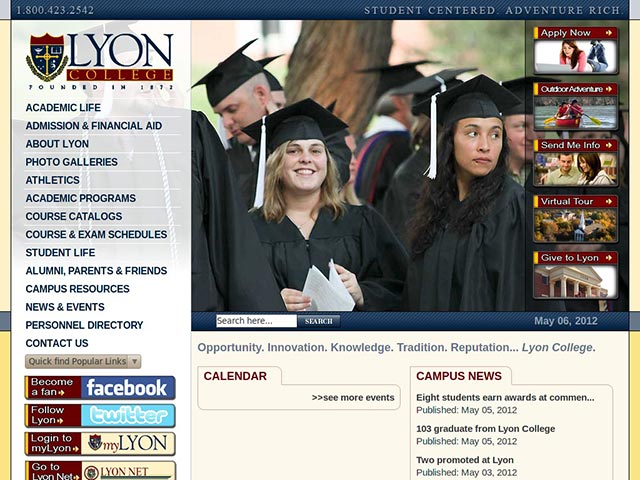 1.800.423.2542
STUDENT CENTERED. ADVENTURE RICH.
LYON
COLLEGE
FOUNDED IN 1872
ACADEMIC LIFE
ADMISSION & FINANCIAL AID
ABOUT LYON
PHOTO GALLERIES
ATHLETICS
ACADEMIC PROGRAMS
COURSE CATALOGS
COURSE & EXAM SCHEDULES
STUDENT LIFE
ALUMNI, PARENTS & FRIENDS
CAMPUS RESOURCES
NEWS & EVENTS
PERSONNEL DIRECTORY
CONTACT US
Quick find Popular Links
Become
a fan
facebook
Follow
Lyon
twitter
Login to
myLyon
myLYON
Go to
Lyon Net
LYON NET
Apply Now
OutdoorAdventure
Send Me Info
Virtual Tour
Give to Lyon
Search here...
SEARCH
May 06, 2012
Opportunity. Innovation. Knowledge. Tradition. Reputation... Lyon College.
CALENDAR
>>see more events
CAMPUS NEWS
Eight students earn awards at commen...
Published: May 05, 2012
103 graduate from Lyon College
Published: May 05, 2012
Two promoted at Lyon
Published: May 03, 2012